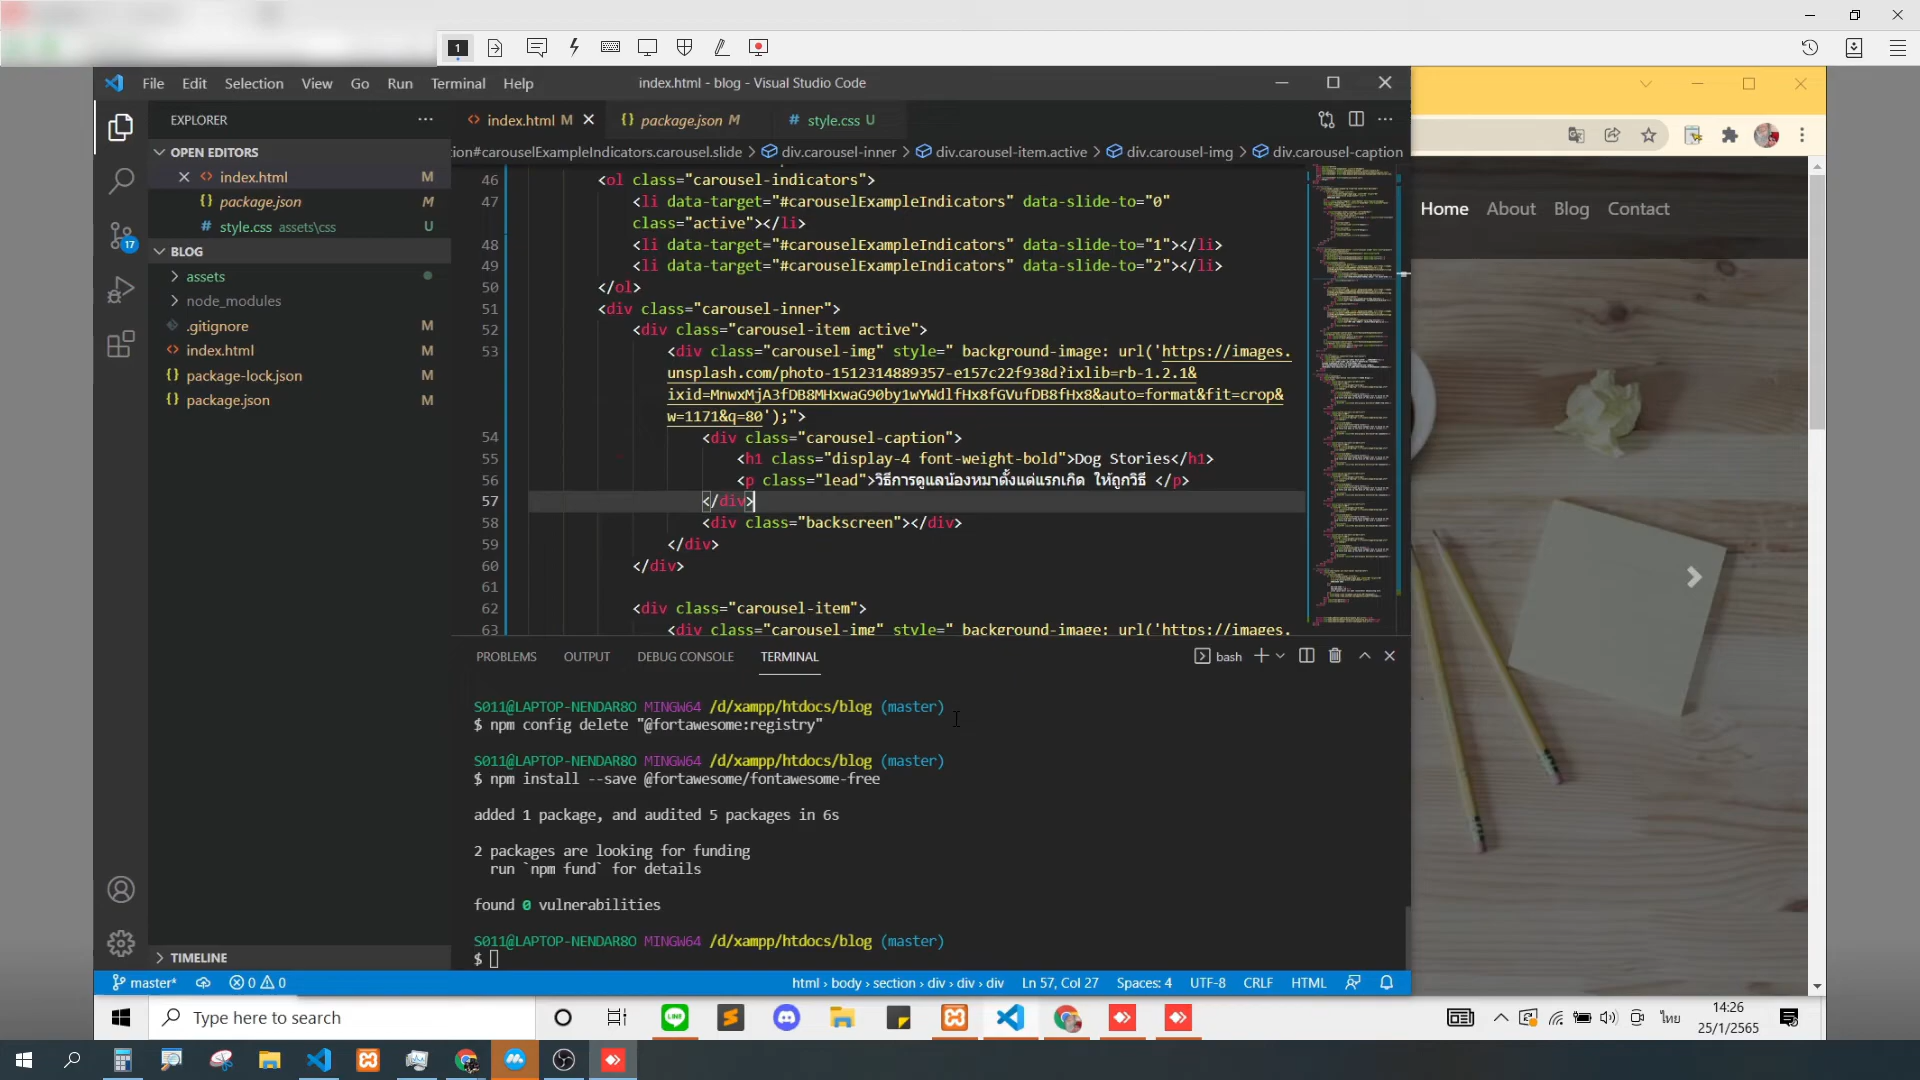 1
File Edit Selection View Go Run Terminal Help
index.html - blog - Visual Studio Code
EXPLORER
index.html M
package.json M
style.css U
tion#carouselExampleIndicators.carousel.slide > div.carousel-inner > div.carousel-item.active > div.carousel-img > div.carousel-caption
OPEN EDITORS
index.html M
package.json M
style.css assets\css U
BLOG
assets
node_modules
.gitignore M
index.html M
package-lock.json M
package.json M
TIMELINE
17
46 <ol class="carousel-indicators">
47 <li data-target="#carouselExampleIndicators" data-slide-to="0"
class="active"></li>
48 <li data-target="#carouselExampleIndicators" data-slide-to="1"></li>
49 <li data-target="#carouselExampleIndicators" data-slide-to="2"></li>
50 </ol>
51 <div class="carousel-inner">
52 <div class="carousel-item active">
53 <div class="carousel-img" style=" background-image: url('https://images.
unsplash.com/photo-1512314889357-e157c22f938d?ixlib=rb-1.2.1&
ixid=MnwxMjA3fDB8MHxwaG90by1wYWdlfHx8fGVufDB8fHx8&auto=format&fit=crop&
w=1171&q=80');">
54 <div class="carousel-caption">
55 <h1 class="display-4 font-weight-bold">Dog Stories</h1>
56 <p class="lead">วิธีการดูแลน้องหมาตั้งแต่แรกเกิด ให้ถูกวิธี </p>
57 </div>
58 <div class="backscreen"></div>
59 </div>
60 </div>
61
62 <div class="carousel-item">
63 <div class="carousel-img" style=" background-image: url('https://images.
PROBLEMS OUTPUT DEBUG CONSOLE TERMINAL
bash
S011@LAPTOP-NENDAR8O MINGW64 /d/xampp/htdocs/blog (master)
$ npm config delete "@fortawesome:registry"
S011@LAPTOP-NENDAR8O MINGW64 /d/xampp/htdocs/blog (master)
$ npm install --save @fortawesome/fontawesome-free
added 1 package, and audited 5 packages in 6s
2 packages are looking for funding
run `npm fund` for details
found 0 vulnerabilities
S011@LAPTOP-NENDAR8O MINGW64 /d/xampp/htdocs/blog (master)
$
master* 0 0
html > body > section > div > div > div Ln 57, Col 27 Spaces: 4 UTF-8 CRLF HTML
Home About Blog Contact
Type here to search
LINE
ไทย
14:26
25/1/2565